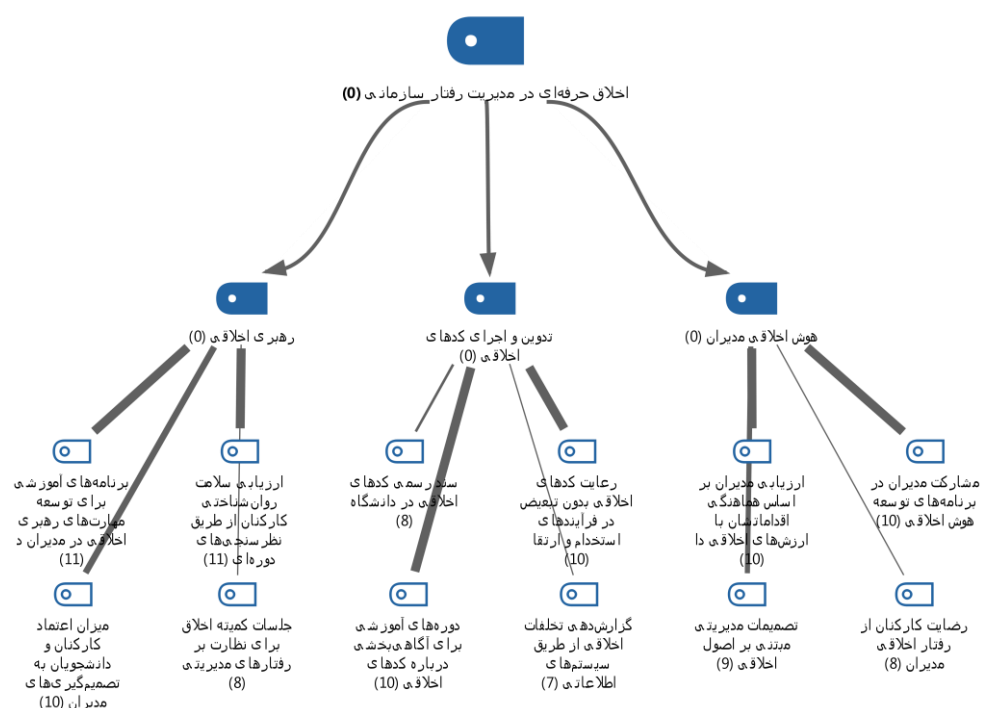 اخلاق حرفه‌ای در مدیریت رفتار سازمانی (0)
رهبری اخلاقی (0)
تدوین و اجرای کدهای
اخلاقی (0)
هوش اخلاقی مدیران (0)
برنامه‌های آموزشی
برای توسعه
مهارت‌های رهبری
اخلاقی در مدیران د
(11)
ارزیابی سلامت
روان‌شناختی
کارکنان از طریق
نظرسنجی‌های
دوره‌ای (11)
سند رسمی کدهای
اخلاقی در دانشگاه
(8)
رعایت کدهای
اخلاقی بدون تبعیض
در فرآیندهای
استخدام و ارتقا
(10)
ارزیابی مدیران بر
اساس هماهنگی
اقداماتشان با
ارزش‌های اخلاقی دا
(10)
مشارکت مدیران در
برنامه‌های توسعه
هوش اخلاقی (10)
میزان اعتماد
کارکنان و
دانشجویان به
تصمیم‌گیری‌های
مدیران (10)
جلسات کمیته اخلاق
برای نظارت بر
رفتارهای مدیریتی
(8)
دوره‌های آموزشی
برای آگاهی‌بخشی
درباره کدهای
اخلاقی (10)
گزارش‌دهی تخلفات
اخلاقی از طریق
سیستم‌های
اطلاعاتی (7)
تصمیمات مدیریتی
مبتنی بر اصول
اخلاقی (9)
رضایت کارکنان از
رفتار اخلاقی
مدیران (8)